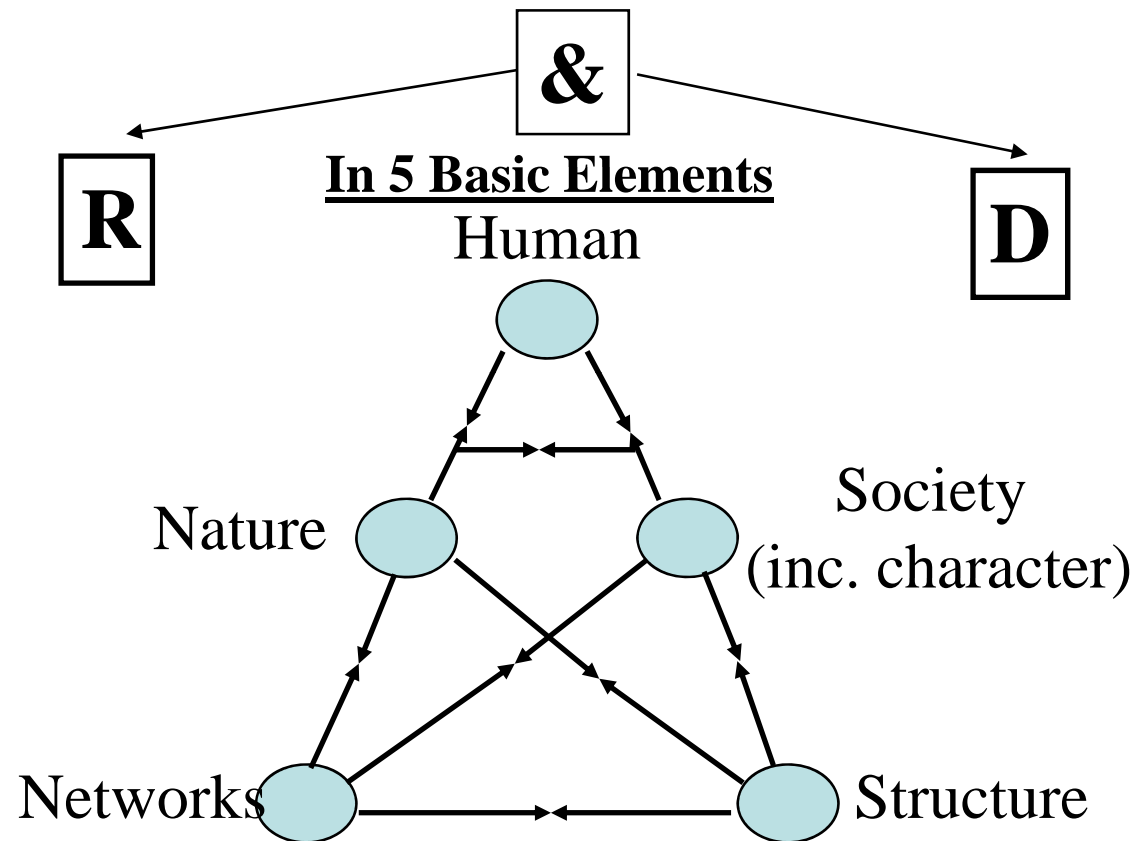 &
R
D
In 5 Basic Elements
Human
Nature
Society
(inc. character)
Networks
Structure